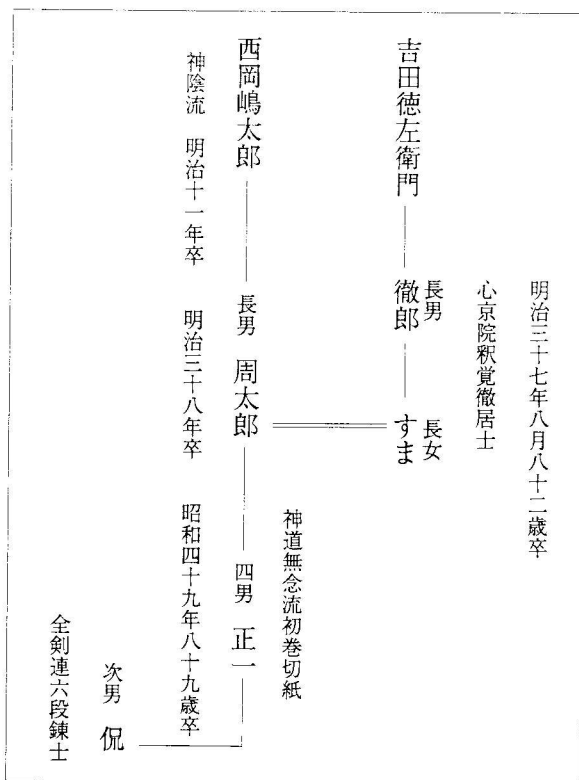 明治三十七年八月八十二歳卒
心京院釈覚徹居士
吉田徳左衛門
長男
徹郎
長女
すま
神道無念流初巻切紙
西岡嶋太郎
長男 周太郎
四男 正一
神陰流 明治十一年卒
明治三十八年卒
昭和四十九年八十九歳卒
次男 侃
全剣連六段錬士